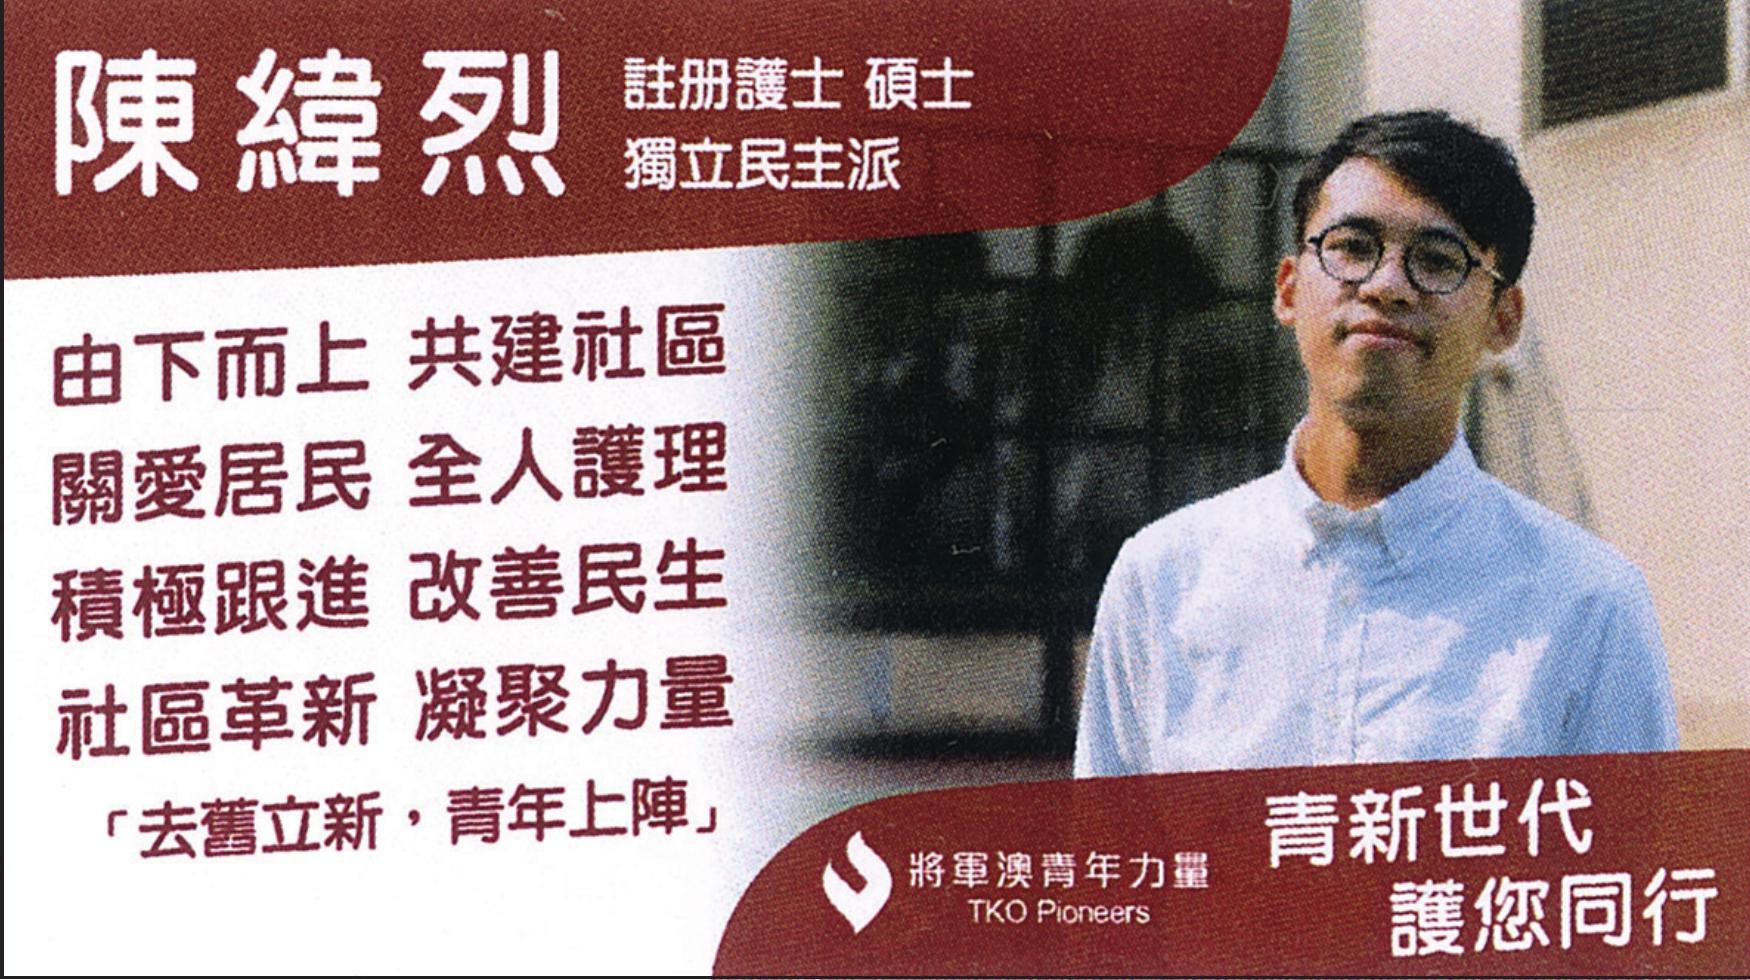 陳緯烈
註册護士 碩士
獨立民主派
由下而上 共建社區
關愛居民 全人護理
積極跟進 改善民生
社區革新 凝聚力量
「去舊立新，青年上陣」
將軍澳青年力量
TKO Pioneers
青新世代
護您同行